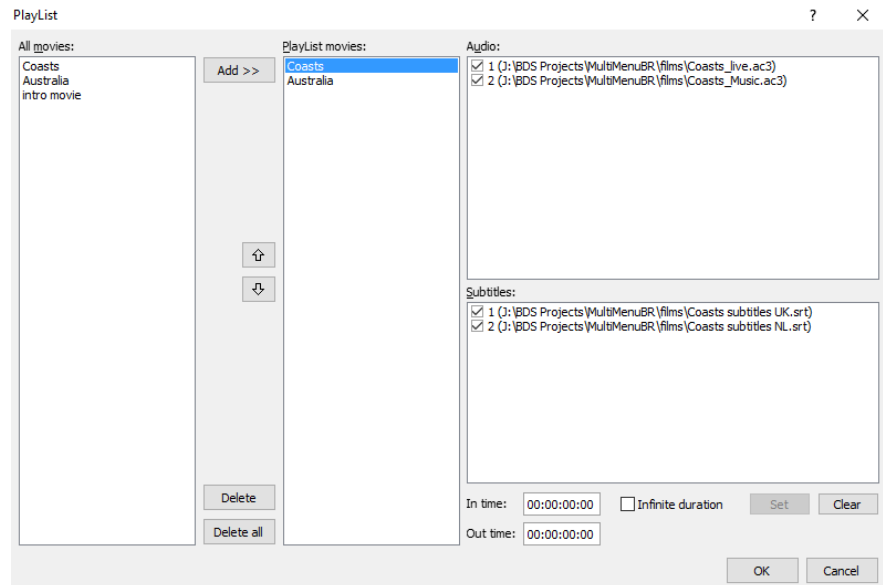 PlayList
? ×
All movies:
Coasts
Australia
intro movie
Add >>
Delete
Delete all
PlayList movies:
Coasts
Australia
Audio:
1 (J:\BDS Projects\MultiMenuBR\films\Coasts_live.ac3)
2 (J:\BDS Projects\MultiMenuBR\films\Coasts_Music.ac3)
Subtitles:
1 (J:\BDS Projects\MultiMenuBR\films\Coasts subtitles UK.srt)
2 (J:\BDS Projects\MultiMenuBR\films\Coasts subtitles NL.srt)
In time: 00:00:00:00 Infinite duration Set Clear
Out time: 00:00:00:00
OK Cancel